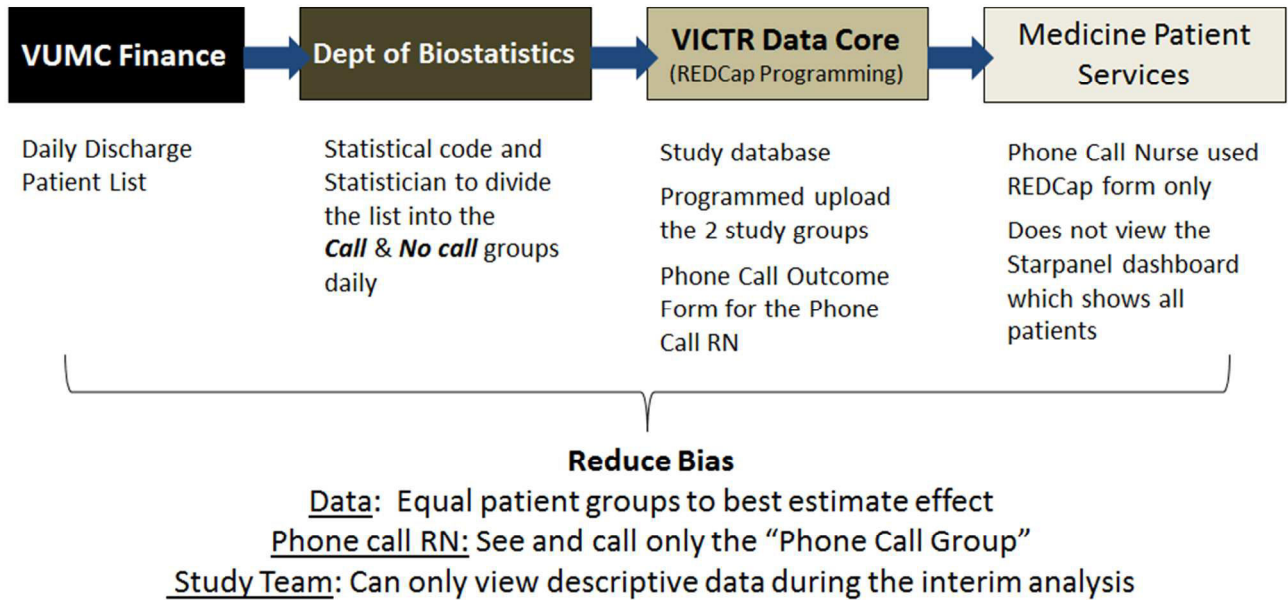 VUMC Finance
Dept of Biostatistics
VICTR Data Core
(REDCap Programming)
Medicine Patient
Services
Daily Discharge
Patient List
Statistical code and
Statistician to divide
the list into the
Call & No call groups
daily
Study database
Programmed upload
the 2 study groups
Phone Call Outcome
Form for the Phone
Call RN
Phone Call Nurse used
REDCap form only
Does not view the
Starpanel dashboard
which shows all
patients
Reduce Bias
Data: Equal patient groups to best estimate effect
Phone call RN: See and call only the “Phone Call Group”
Study Team: Can only view descriptive data during the interim analysis